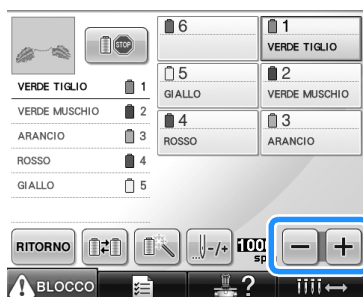 STOP
VERDE TIGLIO 1
VERDE MUSCHIO 2
ARANCIO 3
ROSSO 4
GIALLO 5
6
1
VERDE TIGLIO
5
GIALLO
2
VERDE MUSCHIO
4
ROSSO
3
ARANCIO
RITORNO
-/+
− +
BLOCCO
?